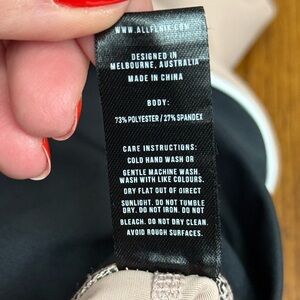 WWW.ALLFENIX.COM
DESIGNED IN
MELBOURNE, AUSTRALIA
MADE IN CHINA
BODY:
73% POLYESTER / 27% SPANDEX
CARE INSTRUCTIONS:
COLD HAND WASH OR
GENTLE MACHINE WASH.
WASH WITH LIKE COLOURS.
DRY FLAT OUT OF DIRECT
SUNLIGHT. DO NOT TUMBLE
DRY. DO NOT IRON. DO NOT
BLEACH. DO NOT DRY CLEAN.
AVOID ROUGH SURFACES.